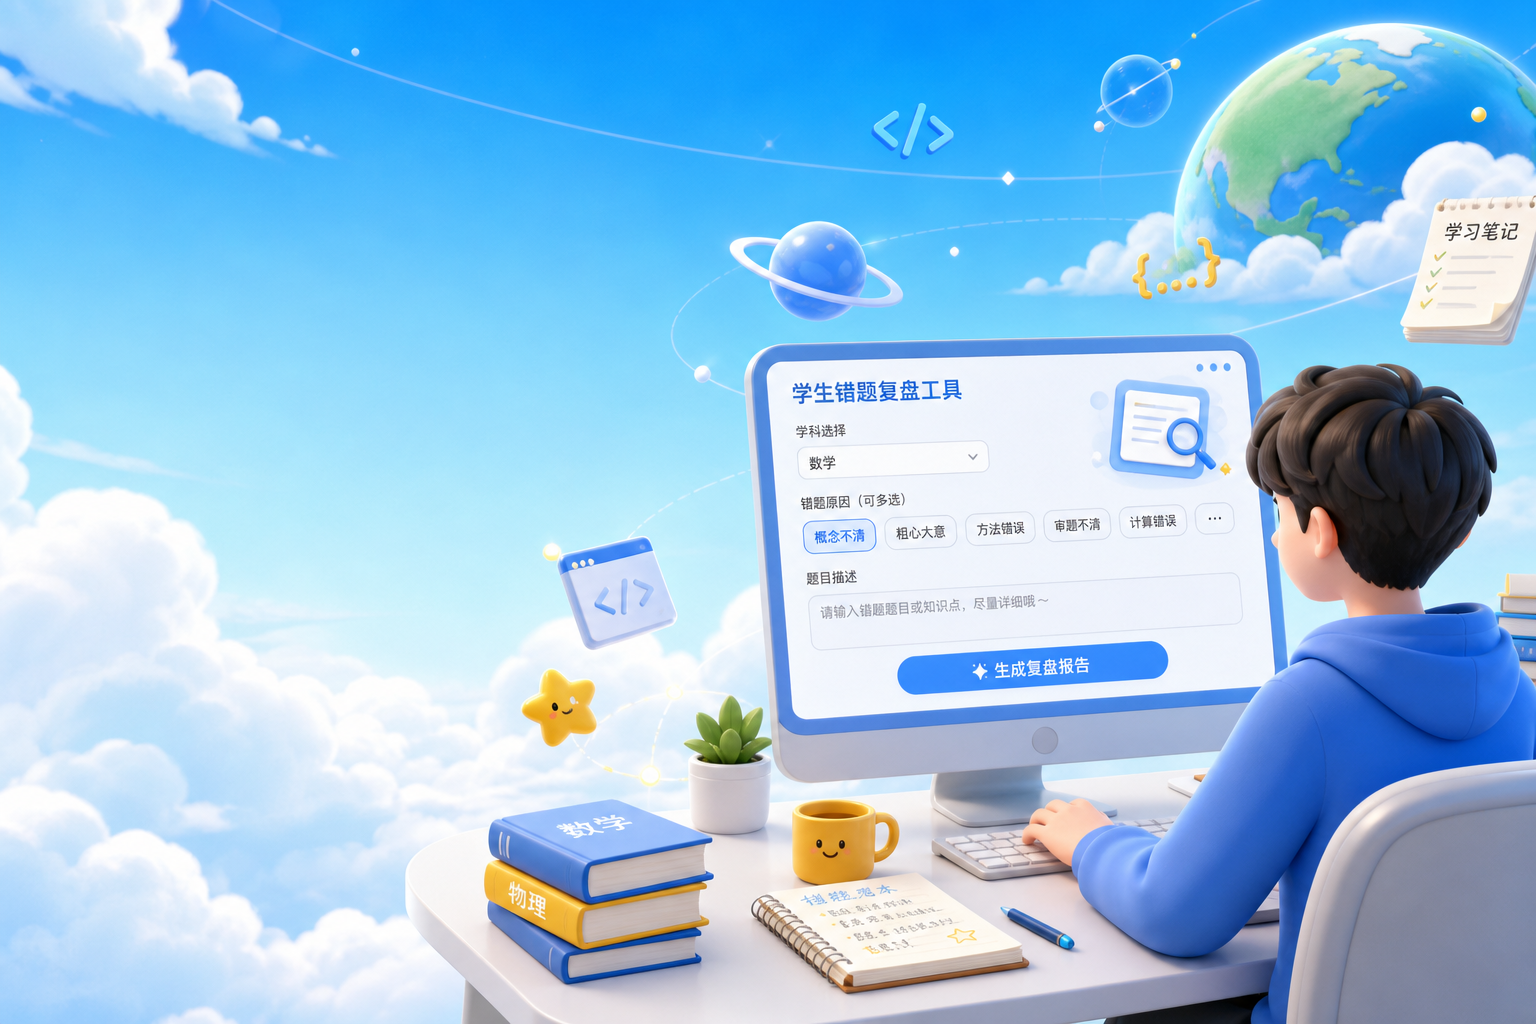 </>
{...}
学习笔记
学生错题复盘工具
学科选择
数学
错题原因（可多选）
概念不清
粗心大意
方法错误
审题不清
计算错误
...
题目描述
请输入错题题目或知识点，尽量详细哦～
生成复盘报告
</>
数学
物理